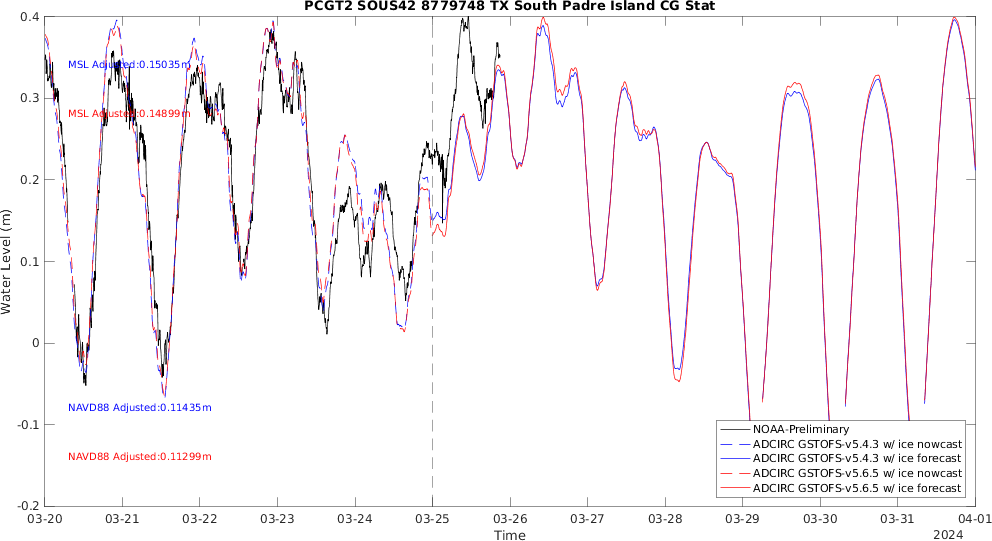 PCGT2 SOUS42 8779748 TX South Padre Island CG Stat
0.4
0.3
0.2
0.1
0
-0.1
-0.2
Water Level (m)
MSL Adjusted:0.15035m
MSL Adjusted:0.14899m
NAVD88 Adjusted:0.11435m
NAVD88 Adjusted:0.11299m
NOAA-Preliminary
ADCIRC GSTOFS-v5.4.3 w/ ice nowcast
ADCIRC GSTOFS-v5.4.3 w/ ice forecast
ADCIRC GSTOFS-v5.6.5 w/ ice nowcast
ADCIRC GSTOFS-v5.6.5 w/ ice forecast
03-20 03-21 03-22 03-23 03-24 03-25 03-26 03-27 03-28 03-29 03-30 03-31 04-01
Time
2024